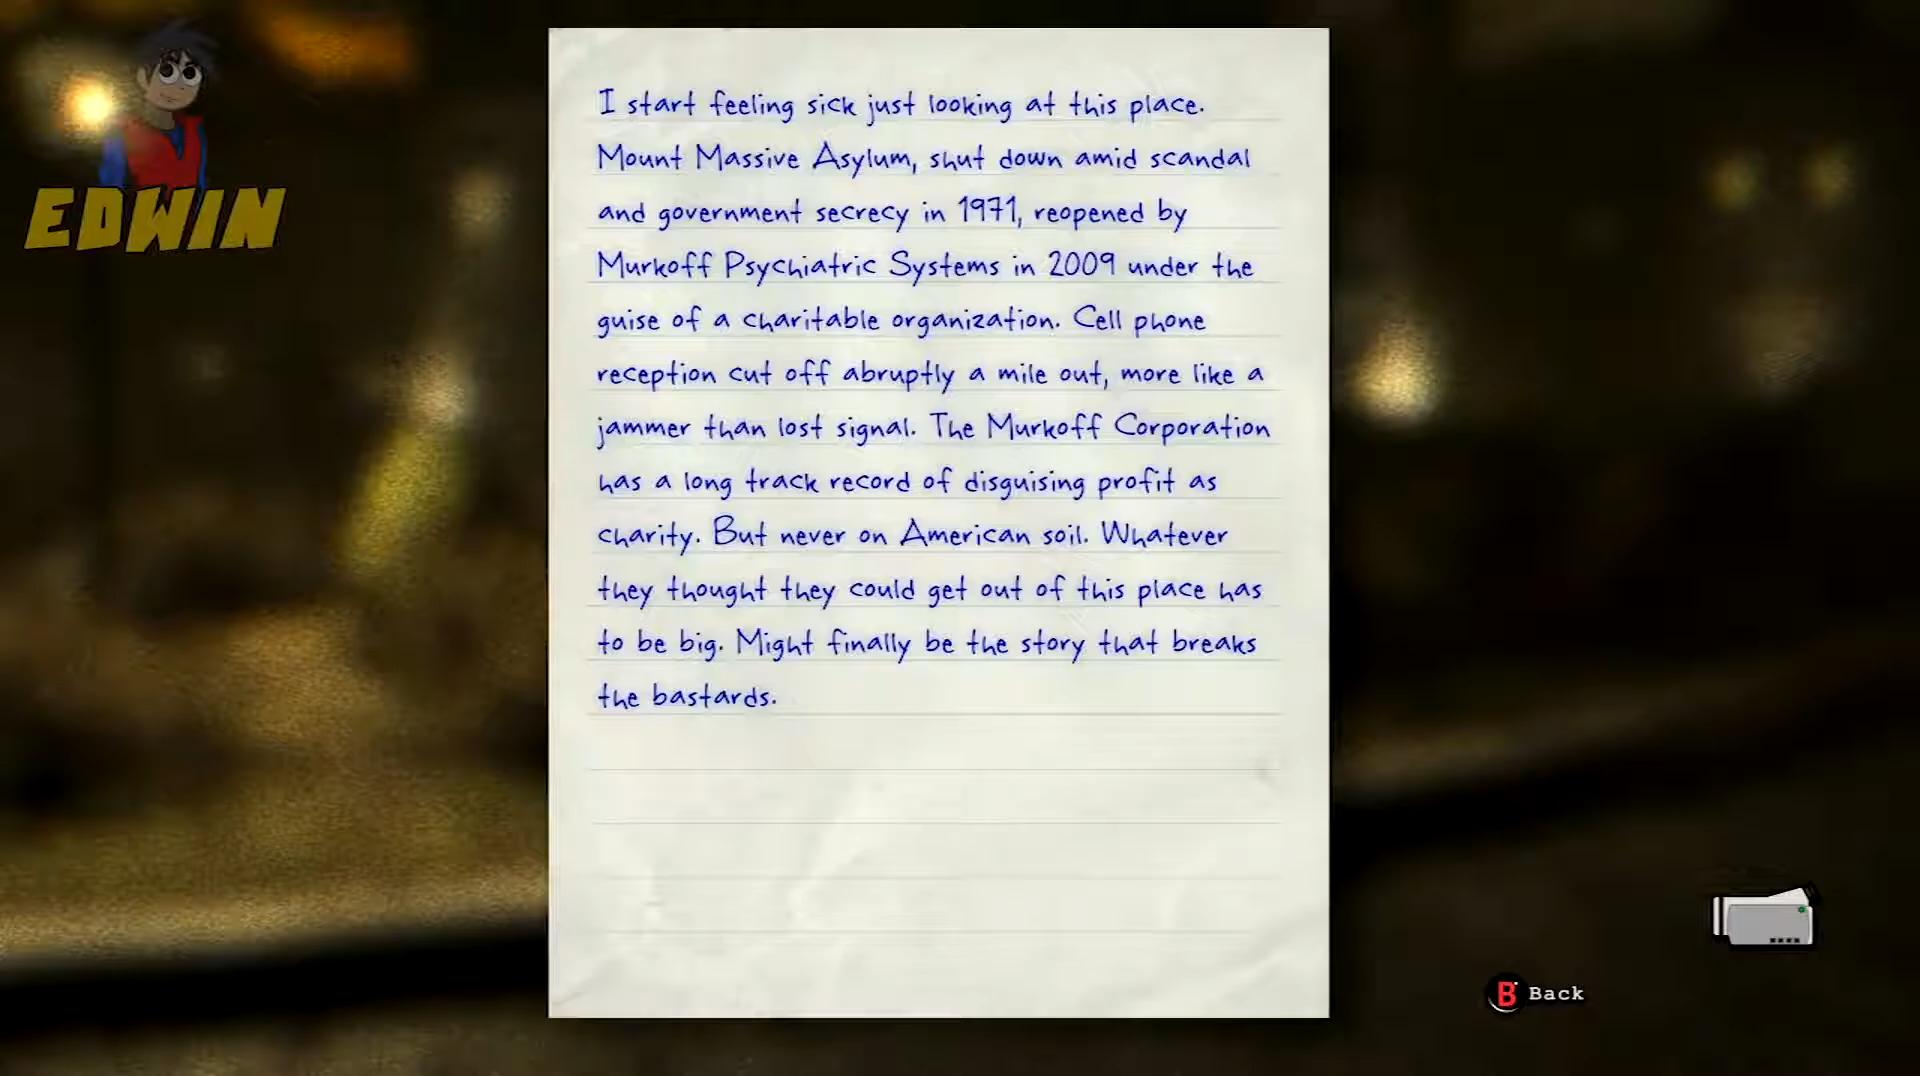 EDWIN
I start feeling sick just looking at this place.
Mount Massive Asylum, shut down amid scandal
and government secrecy in 1971, reopened by
Murkoff Psychiatric Systems in 2009 under the
guise of a charitable organization. Cell phone
reception cut off abruptly a mile out, more like a
jammer than lost signal. The Murkoff Corporation
has a long track record of disguising profit as
charity. But never on American soil. Whatever
they thought they could get out of this place has
to be big. Might finally be the story that breaks
the bastards.
B Back